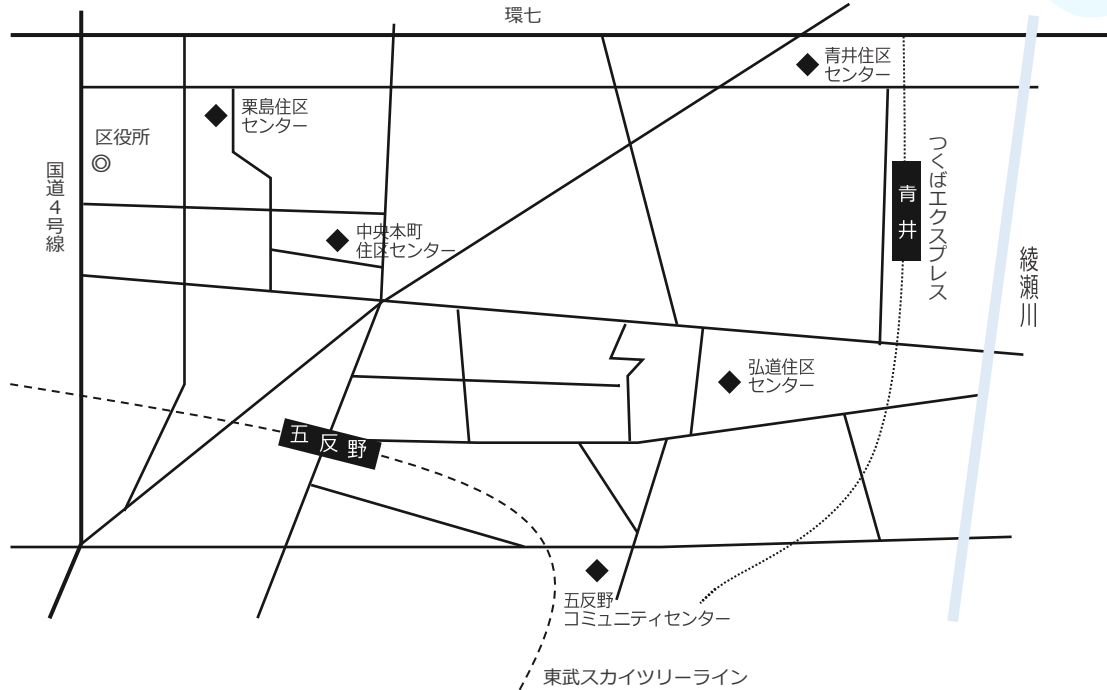 環七
青井住区
センター
栗島住区
センター
区役所
国道4号線
つくばエクスプレス
青井
中央本町
住区センター
綾瀬川
弘道住区
センター
五反野
五反野
コミュニティセンター
東武スカイツリーライン